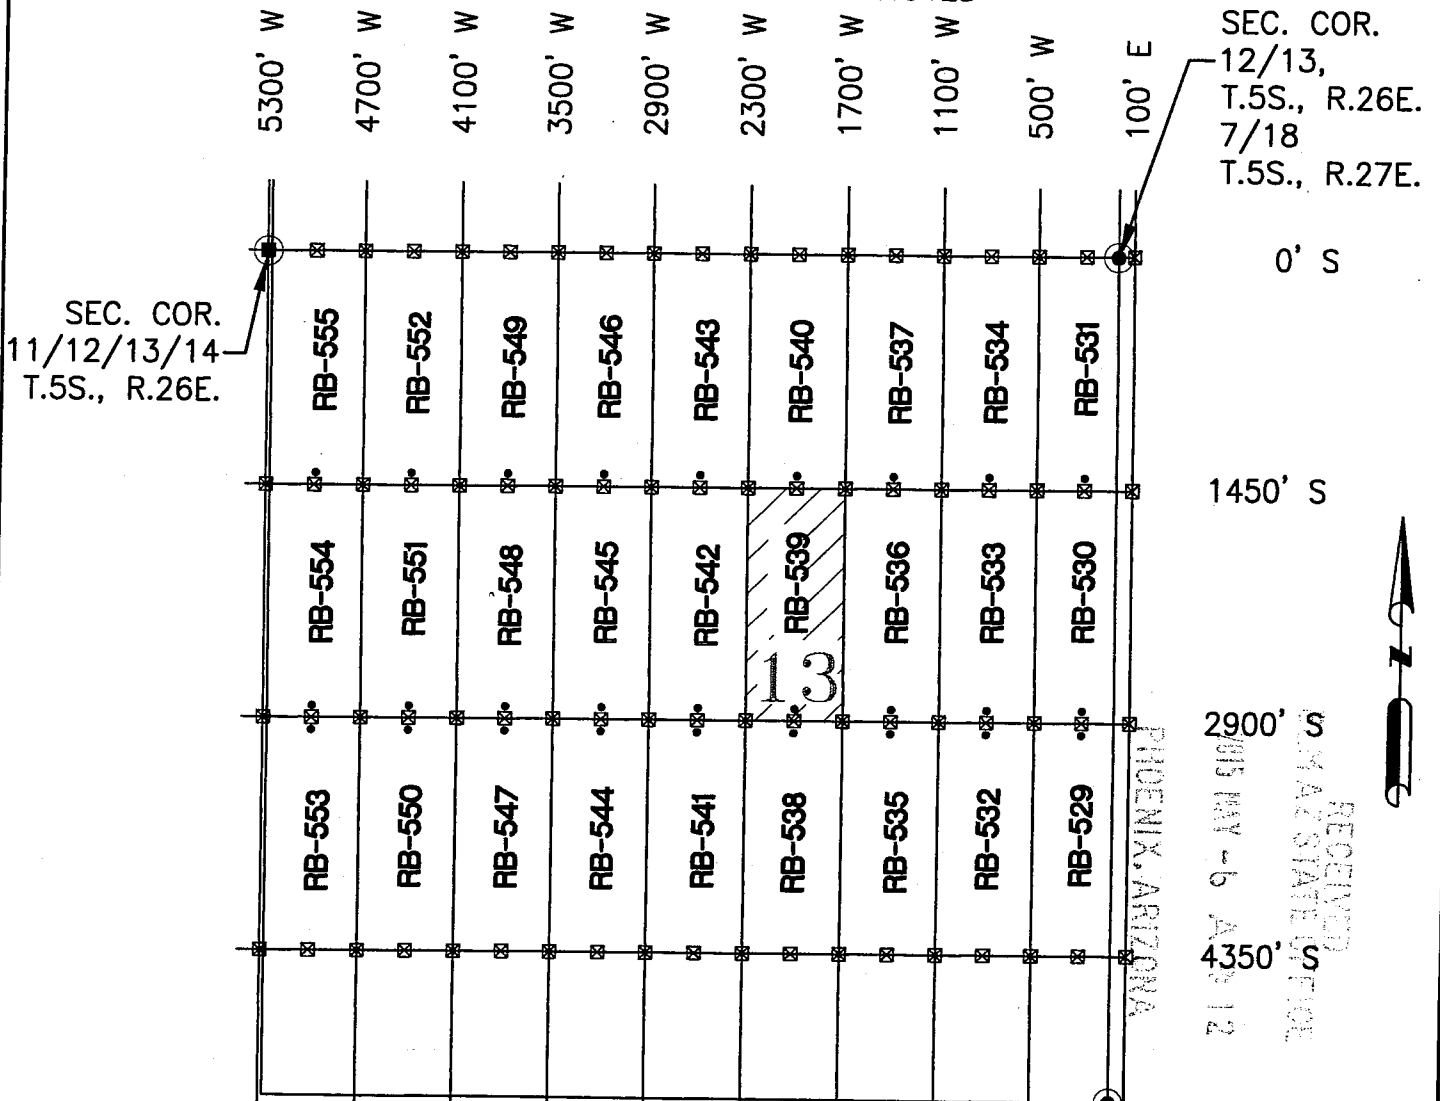 5300' W
4700' W
4100' W
3500' W
2900' W
2300' W
1700' W
1100' W
500' W
100' E
SEC. COR.
12/13,
T.5S., R.26E.
7/18
T.5S., R.27E.
0' S
SEC. COR.
11/12/13/14
T.5S., R.26E.
RB-555
RB-552
RB-549
RB-546
RB-543
RB-540
RB-537
RB-534
RB-531
1450' S
RB-554
RB-551
RB-548
RB-545
RB-542
RB-539
RB-536
RB-533
RB-530
13
2900' S
N
RB-553
RB-550
RB-547
RB-544
RB-541
RB-538
RB-535
RB-532
RB-529
4350' S
RECEIVED
AZ STATE OFFICE
MAY -6 A
12
PHOENIX, ARIZONA